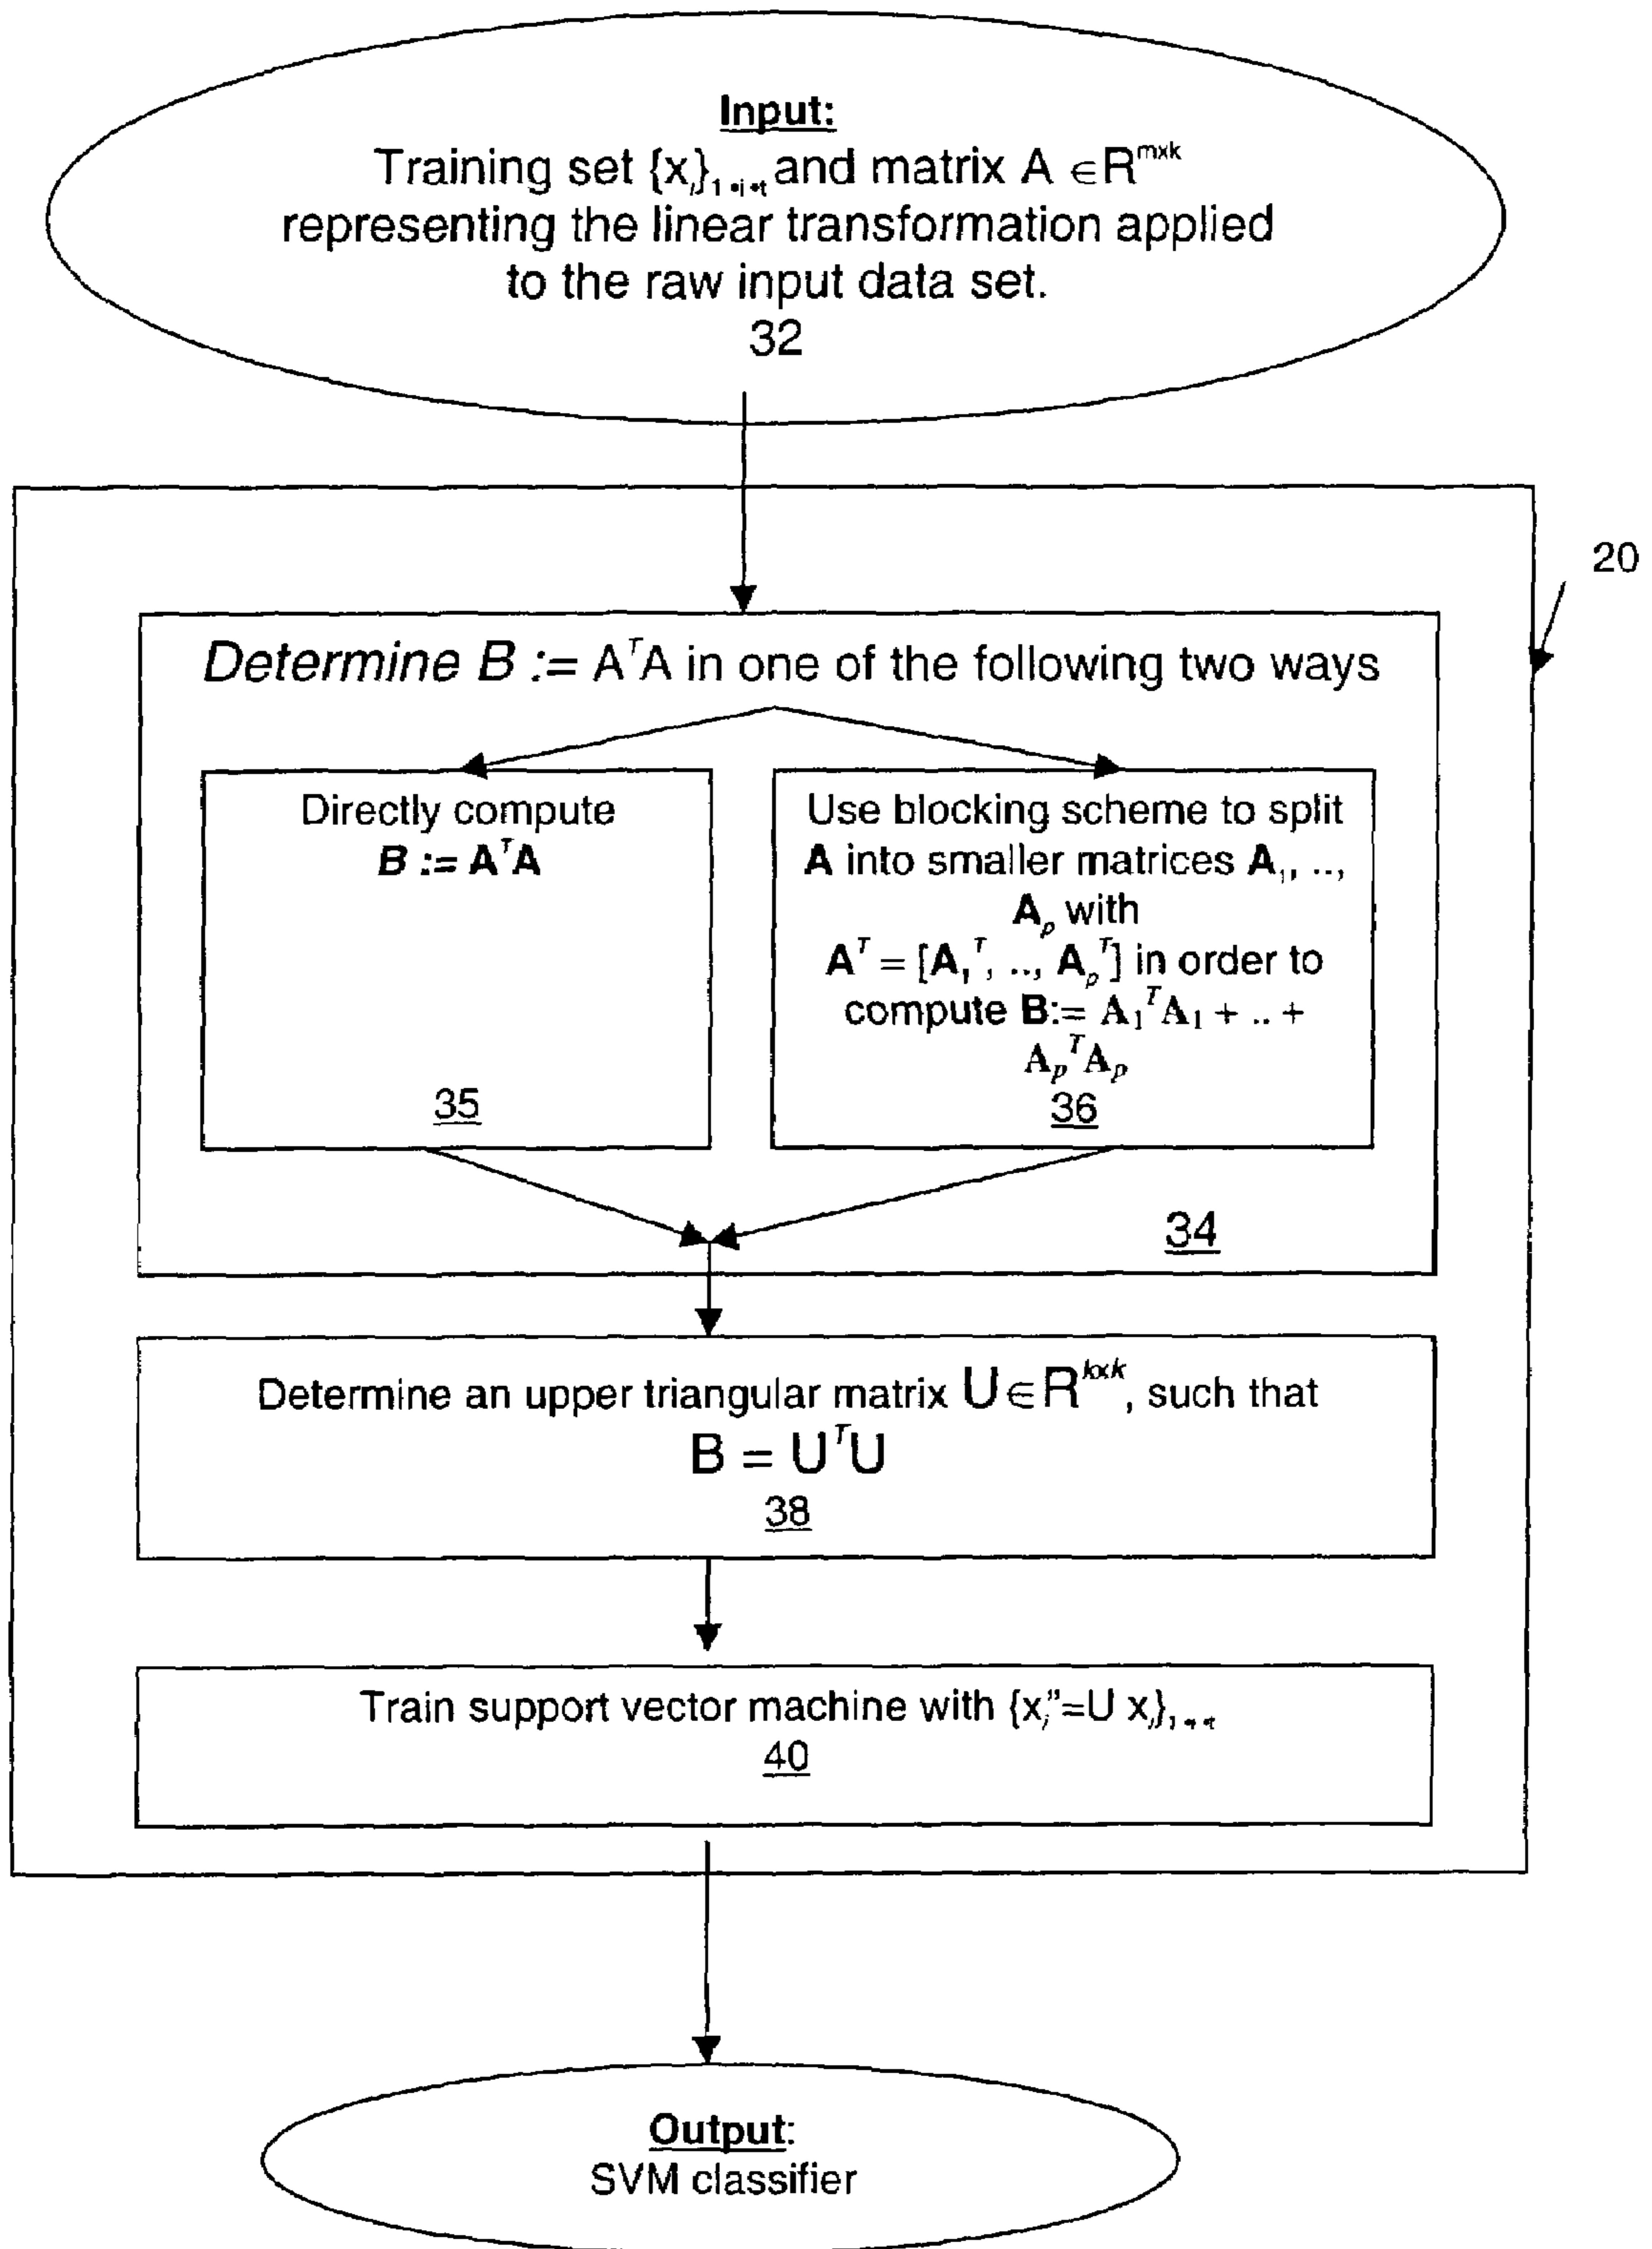 Input:
Training set {xᵢ}₁•i•t and matrix A ∈R^mxk
representing the linear transformation applied
to the raw input data set.
32
20
Determine B := AᵀA in one of the following two ways
Directly compute
B := AᵀA
35
Use blocking scheme to split
A into smaller matrices A₁, ..,
Aₚ with
Aᵀ = [A₁ᵀ, .., Aₚᵀ] in order to
compute B:= A₁ᵀA₁ + .. +
AₚᵀAₚ
36
34
Determine an upper triangular matrix U∈R^kxk, such that
B = UᵀU
38
Train support vector machine with {xᵢ”=U xᵢ}₁••t
40
Output:
SVM classifier